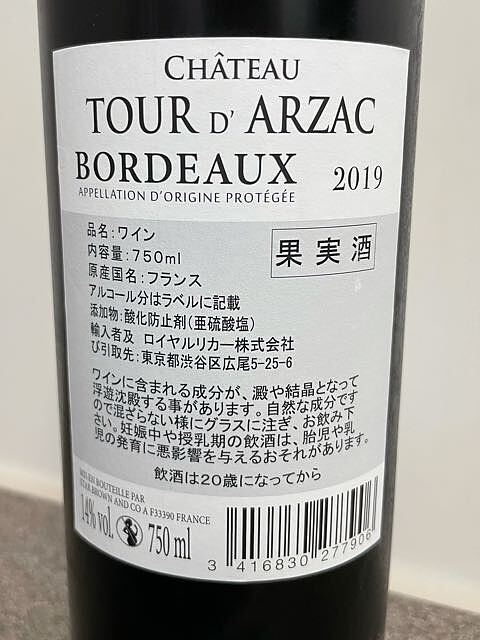 CHÂTEAU
TOUR D' ARZAC
BORDEAUX 2019
APPELLATION D'ORIGINE PROTÉGÉE
品名：ワイン
果実酒
内容量：750ml
原産国名：フランス
アルコール分はラベルに記載
添加物：酸化防止剤（亜硫酸塩）
輸入者及 ロイヤルリカー株式会社
び引取先：東京都渋谷区広尾5-25-6
ワインに含まれる成分が、澱や結晶となって
浮遊沈殿する事があります。自然な成分です
ので混ざらない様にグラスに注ぎ、お飲み下
さい。妊娠中や授乳期の飲酒は、胎児や乳
児の発育に悪影響を与えるおそれがあります。
飲酒は20歳になってから
MIS EN BOUTEILLE PAR
STAR BROWN AND CO A F33390 FRANCE
14% vol. 750 ml
3 416830 277906